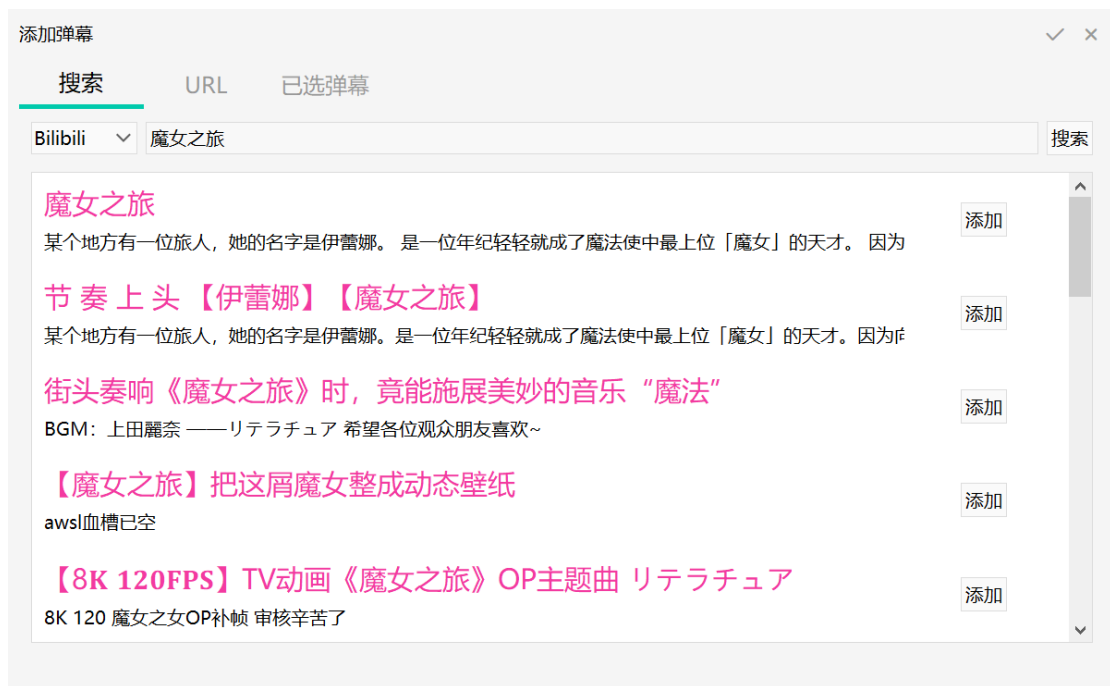 添加弹幕
搜索 URL 已选弹幕
Bilibili 魔女之旅 搜索
魔女之旅
某个地方有一位旅人，她的名字是伊蕾娜。 是一位年纪轻轻就成了魔法使中最上位「魔女」的天才。 因为
添加
节 奏 上 头 【伊蕾娜】【魔女之旅】
某个地方有一位旅人，她的名字是伊蕾娜。是一位年纪轻轻就成了魔法使中最上位「魔女」的天才。因为
添加
街头奏响《魔女之旅》时，竟能施展美妙的音乐“魔法”
BGM：上田麗奈 ——リテラチュア 希望各位观众朋友喜欢~
添加
【魔女之旅】把这屑魔女整成动态壁纸
awsl血槽已空
添加
【8K 120FPS】TV动画《魔女之旅》OP主题曲 リテラチュア
8K 120 魔女之女OP补帧 审核辛苦了
添加